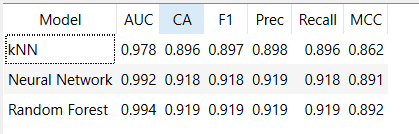 Model AUC CA F1 Prec Recall MCC
kNN 0.978 0.896 0.897 0.898 0.896 0.862
Neural Network 0.992 0.918 0.918 0.919 0.918 0.891
Random Forest 0.994 0.919 0.919 0.919 0.919 0.892